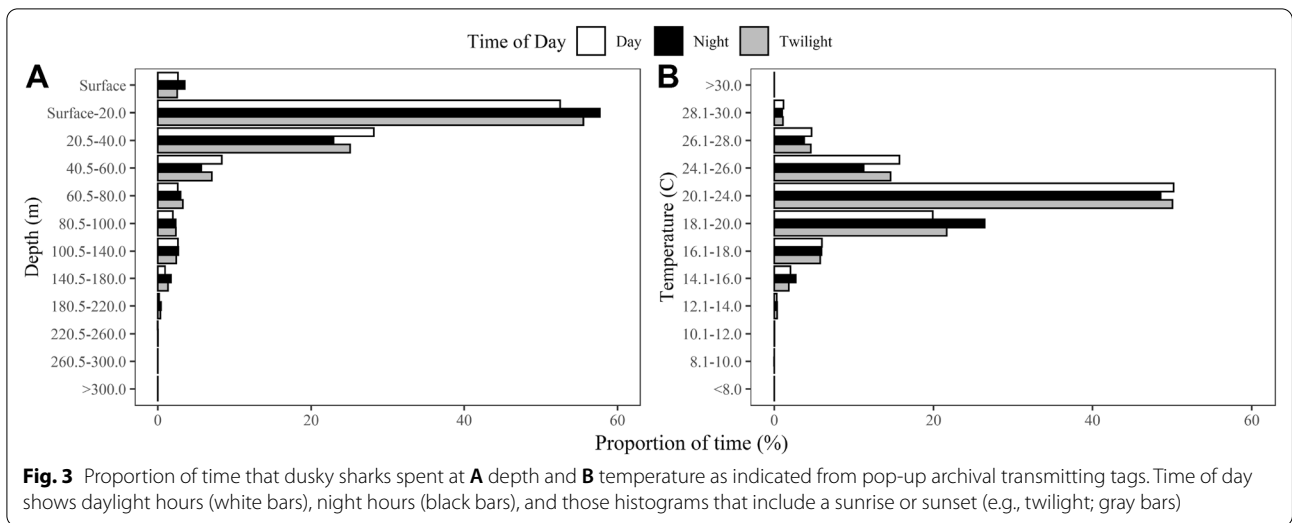 Time of Day Day Night Twilight
A
Depth (m)
Surface
Surface-20.0
20.5-40.0
40.5-60.0
60.5-80.0
80.5-100.0
100.5-140.0
140.5-180.0
180.5-220.0
220.5-260.0
260.5-300.0
>300.0
0 20 40 60
B
Temperature (C)
>30.0
28.1-30.0
26.1-28.0
24.1-26.0
20.1-24.0
18.1-20.0
16.1-18.0
14.1-16.0
12.1-14.0
10.1-12.0
8.1-10.0
<8.0
0 20 40 60
Proportion of time (%)
Fig. 3 Proportion of time that dusky sharks spent at A depth and B temperature as indicated from pop-up archival transmitting tags. Time of day
shows daylight hours (white bars), night hours (black bars), and those histograms that include a sunrise or sunset (e.g., twilight; gray bars)